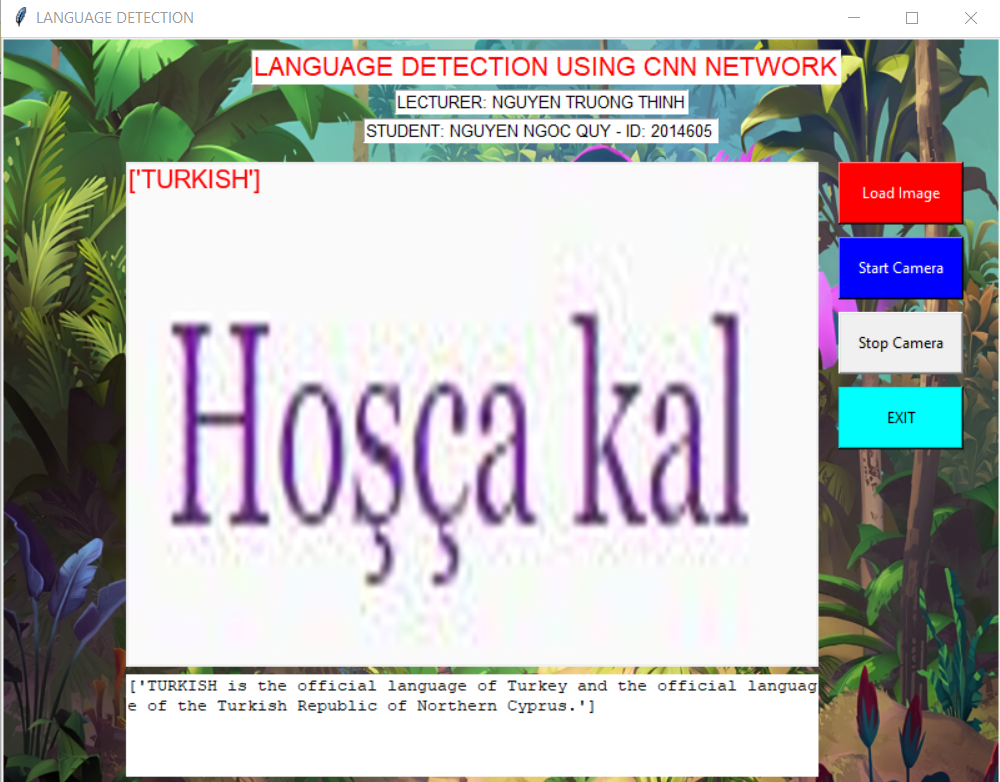 LANGUAGE DETECTION
LANGUAGE DETECTION USING CNN NETWORK
LECTURER: NGUYEN TRUONG THINH
STUDENT: NGUYEN NGOC QUY - ID: 2014605
['TURKISH']
Hoşça kal
Load Image
Start Camera
Stop Camera
EXIT
['TURKISH is the official language of Turkey and the official languag
e of the Turkish Republic of Northern Cyprus.']